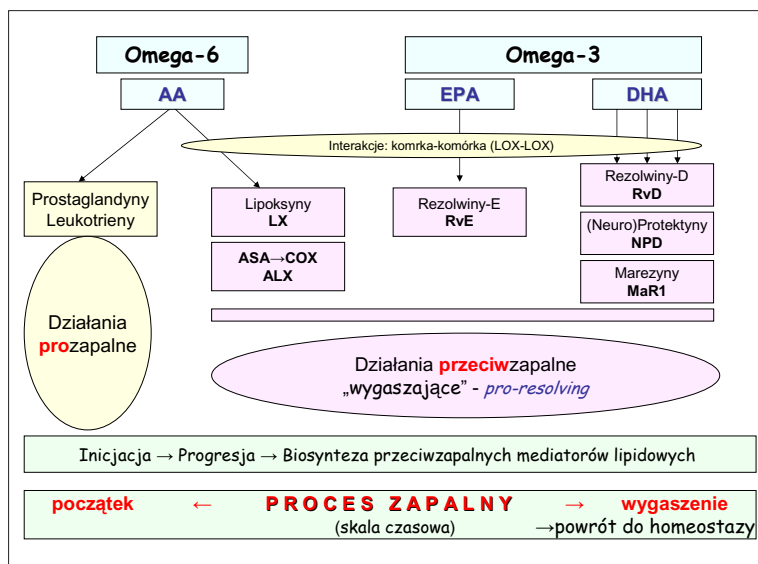 Omega-6
Omega-3
AA
EPA
DHA
Interakcje: komrka-komórka (LOX-LOX)
Prostaglandyny
Leukotrieny
Lipoksyny
LX
Rezolwiny-E
RvE
Rezolwiny-D
RvD
ASA→COX
ALX
(Neuro)Protektyny
NPD
Marezyny
MaR1
Działania
prozapalne
Działania przeciwzapalne
„wygaszające" - pro-resolving
Inicjacja → Progresja → Biosynteza przeciwzapalnych mediatorów lipidowych
początek ← PROCES ZAPALNY → wygaszenie
(skala czasowa) →powrót do homeostazy